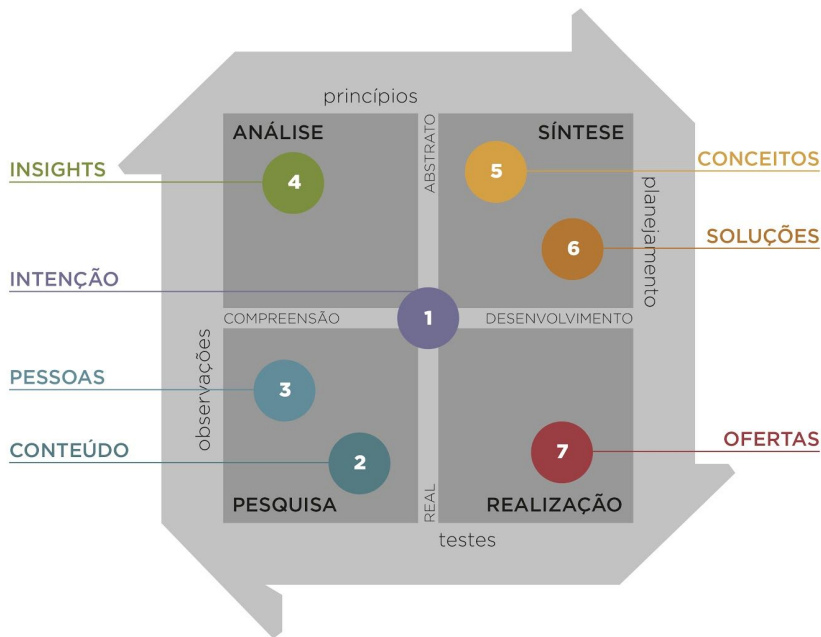 princípios
ANÁLISE
ABSTRATO
SÍNTESE
INSIGHTS
4
5
CONCEITOS
planejamento
6
SOLUÇÕES
INTENÇÃO
COMPREENSÃO
1
DESENVOLVIMENTO
observações
PESSOAS
3
CONTEÚDO
2
7
OFERTAS
PESQUISA
REAL
REALIZAÇÃO
testes